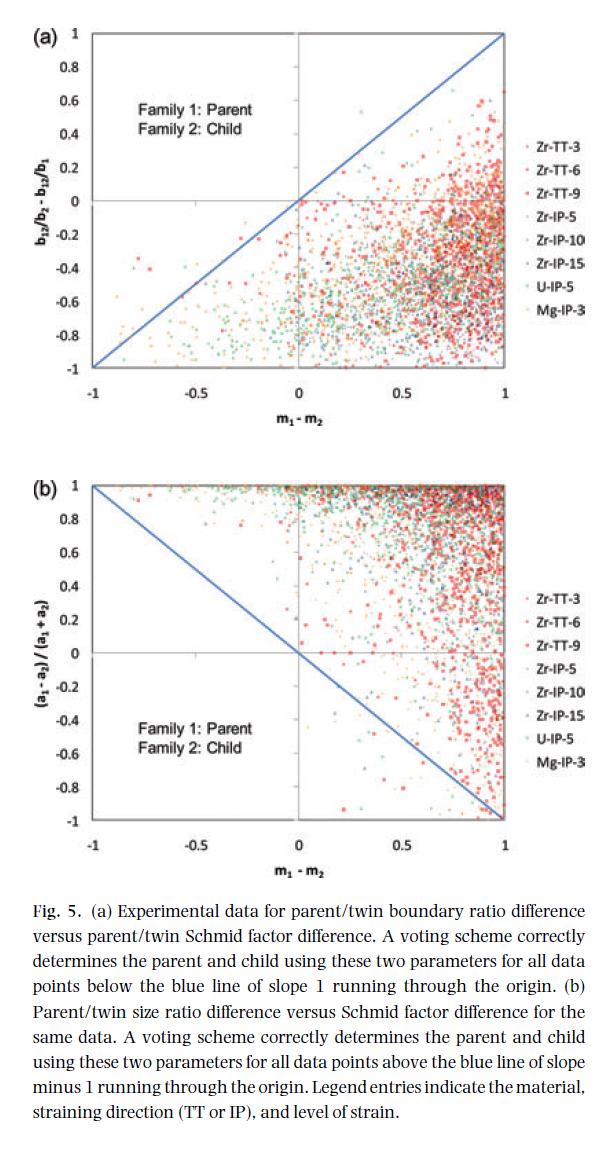 (a)
1
0.8
0.6
0.4
0.2
0
-0.2
-0.4
-0.6
-0.8
-1
b₁₂/b₂ - b₁₂/b₁
Family 1: Parent
Family 2: Child
-1 -0.5 0 0.5 1
m₁ - m₂
Zr-TT-3
Zr-TT-6
Zr-TT-9
Zr-IP-5
Zr-IP-10
Zr-IP-15
U-IP-5
Mg-IP-3
(b)
1
0.8
0.6
0.4
0.2
0
-0.2
-0.4
-0.6
-0.8
-1
(a₁ - a₂) / (a₁ + a₂)
Family 1: Parent
Family 2: Child
-1 -0.5 0 0.5 1
m₁ - m₂
Zr-TT-3
Zr-TT-6
Zr-TT-9
Zr-IP-5
Zr-IP-10
Zr-IP-15
U-IP-5
Mg-IP-3
Fig. 5. (a) Experimental data for parent/twin boundary ratio difference
versus parent/twin Schmid factor difference. A voting scheme correctly
determines the parent and child using these two parameters for all data
points below the blue line of slope 1 running through the origin. (b)
Parent/twin size ratio difference versus Schmid factor difference for the
same data. A voting scheme correctly determines the parent and child
using these two parameters for all data points above the blue line of slope
minus 1 running through the origin. Legend entries indicate the material,
straining direction (TT or IP), and level of strain.